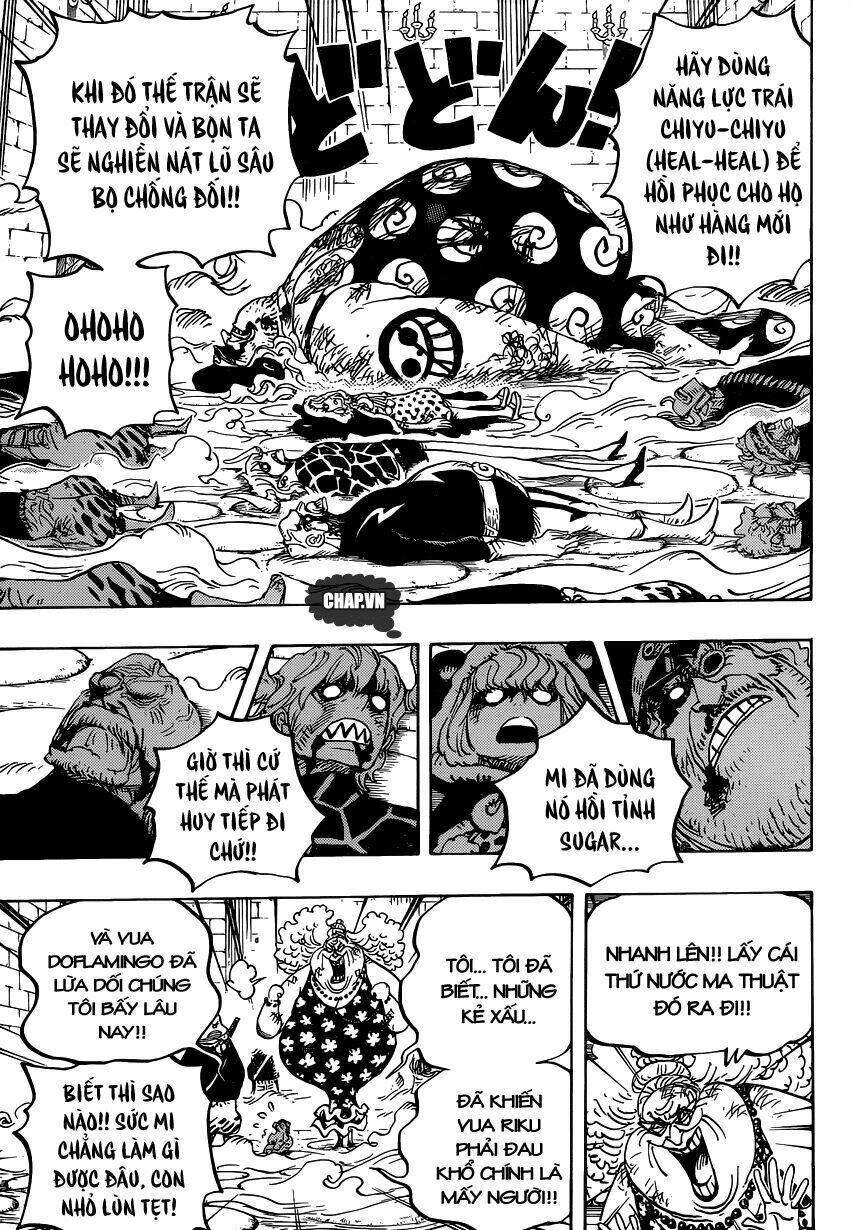 HÃY DÙNG
NĂNG LỰC TRÁI
CHIYU-CHIYU
(HEAL-HEAL) ĐỂ
HỒI PHỤC CHO HỌ
NHƯ HÀNG MỚI
ĐI!!
どどん!
KHI ĐÓ THẾ TRẬN SẼ
THAY ĐỔI VÀ BỌN TA
SẼ NGHIỀN NÁT LŨ SÂU
BỌ CHỐNG ĐỐI!!
OHOHO
HOHO!!!
CHAP.VN
MI ĐÃ DÙNG
NÓ HỒI TỈNH
SUGAR...
GIỜ THÌ CỨ
THẾ MÀ PHÁT
HUY TIẾP ĐI
CHỨ!!
NHANH LÊN!! LẤY CÁI
THỨ NƯỚC MA THUẬT
ĐÓ RA ĐI!!
TÔI... TÔI ĐÃ
BIẾT... NHỮNG
KẺ XẤU...
ĐÃ KHIẾN
VUA RIKU
PHẢI ĐAU
KHỔ CHÍNH LÀ
MẤY NGƯỜI!!
VÀ VUA
DOFLAMINGO ĐÃ
LỪA DỐI CHÚNG
TÔI BẤY LÂU
NAY!!
BIẾT THÌ SAO
NÀO!! SỨC MI
CHẲNG LÀM GÌ
ĐƯỢC ĐÂU, CON
NHỎ LÙN TẸT!